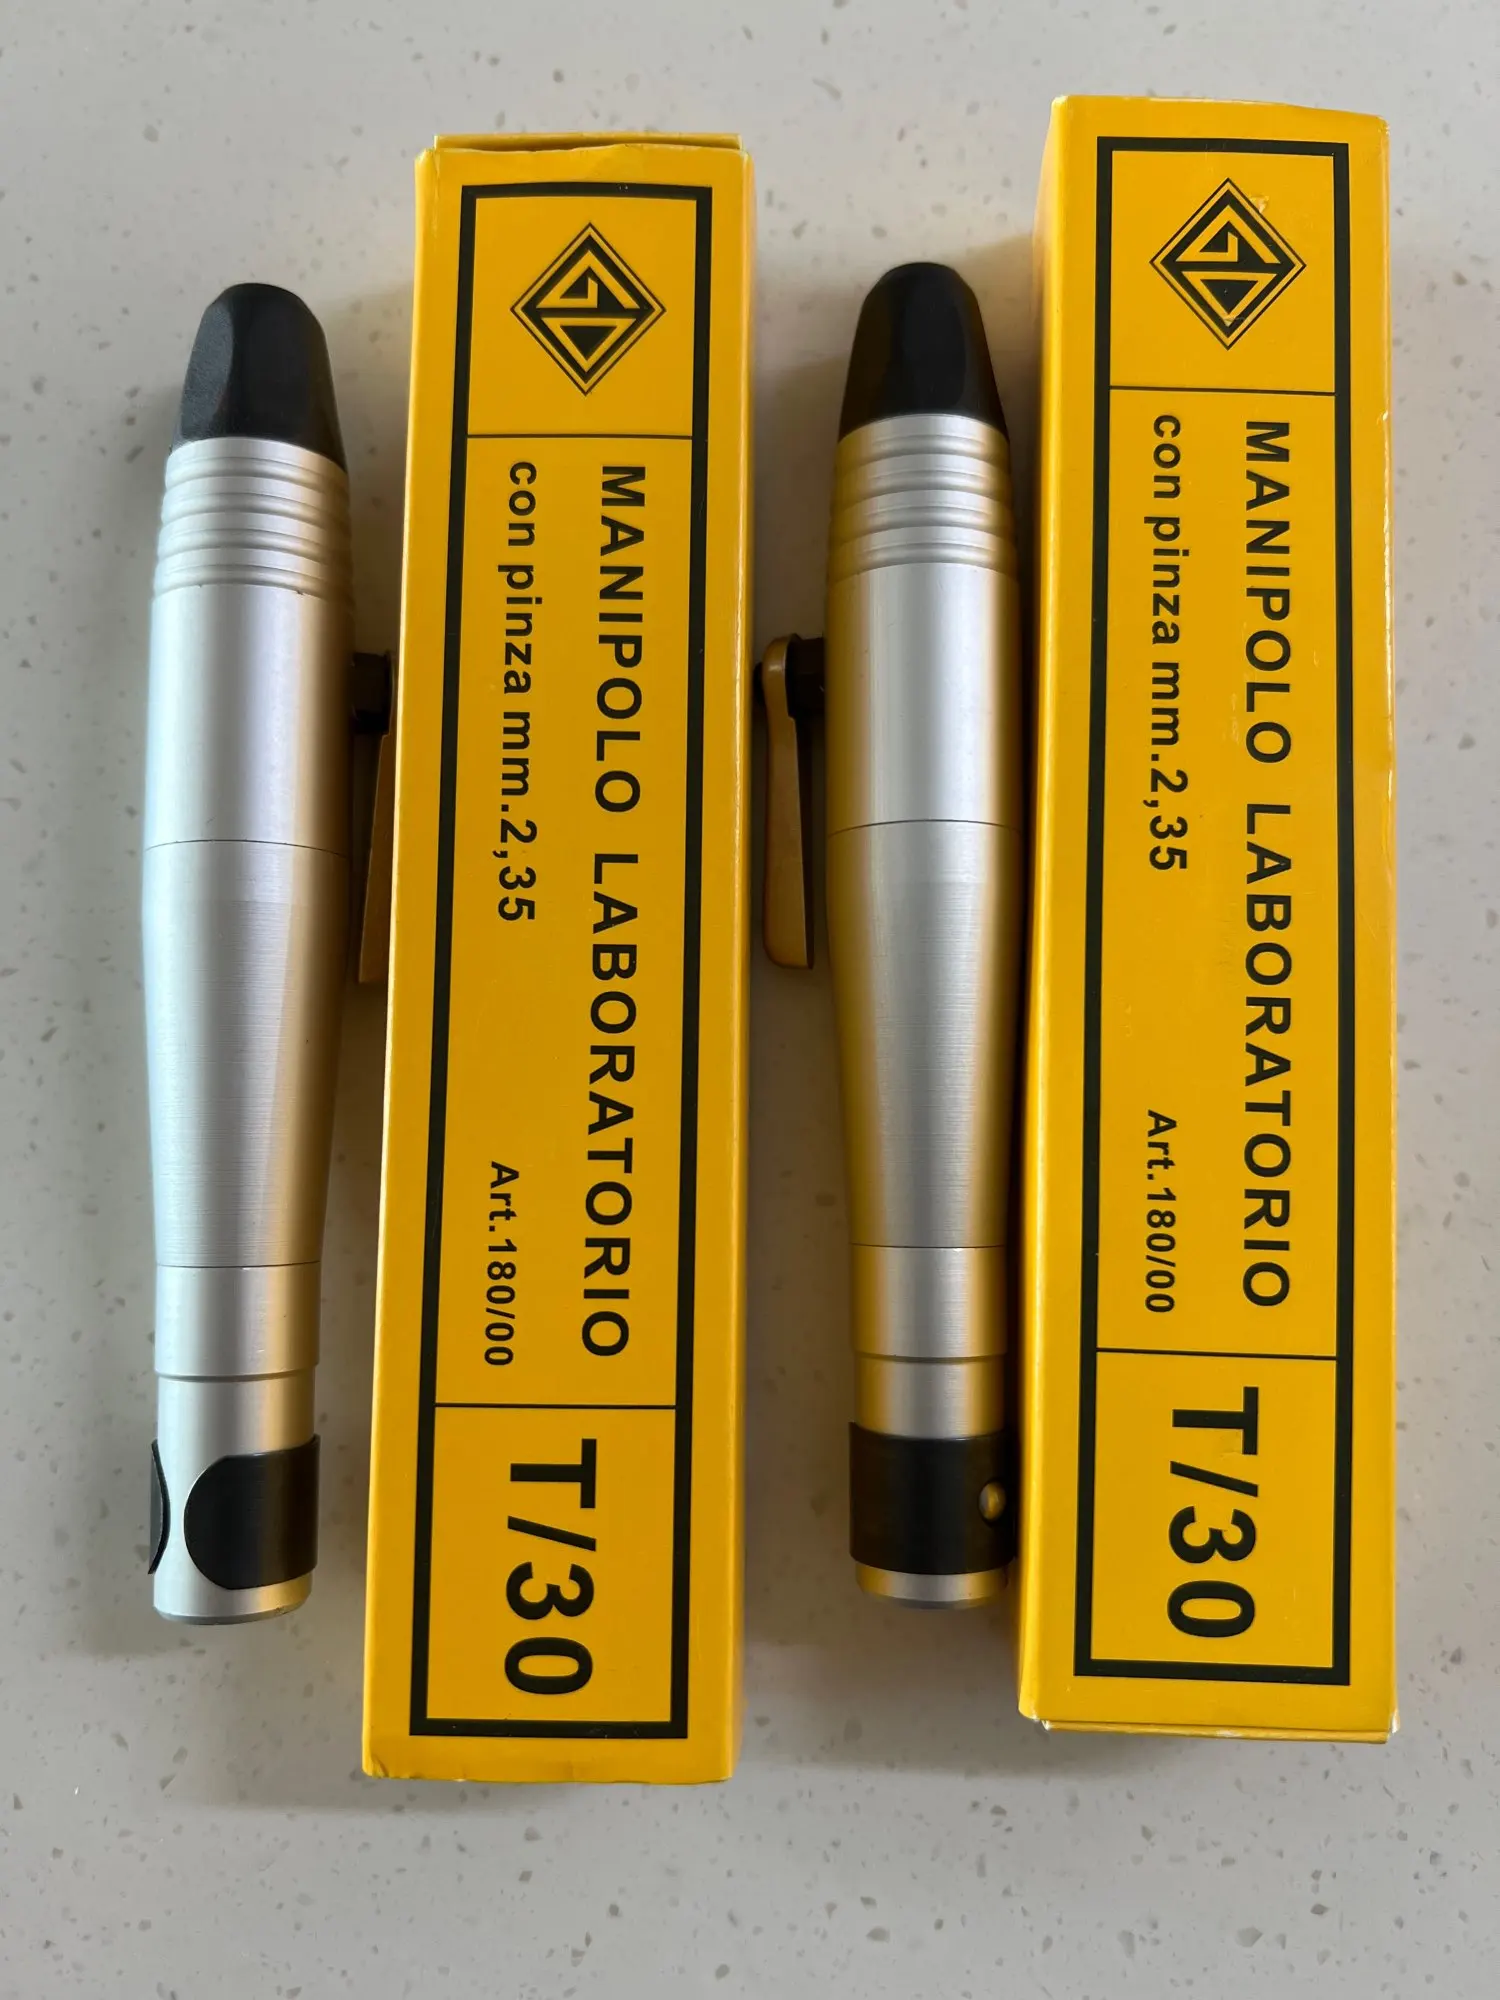 MANIPOLO LABORATORIO
con pinza mm.2,35
Art.180/00
T/30
MANIPOLO LABORATORIO
con pinza mm.2,35
Art.180/00
T/30